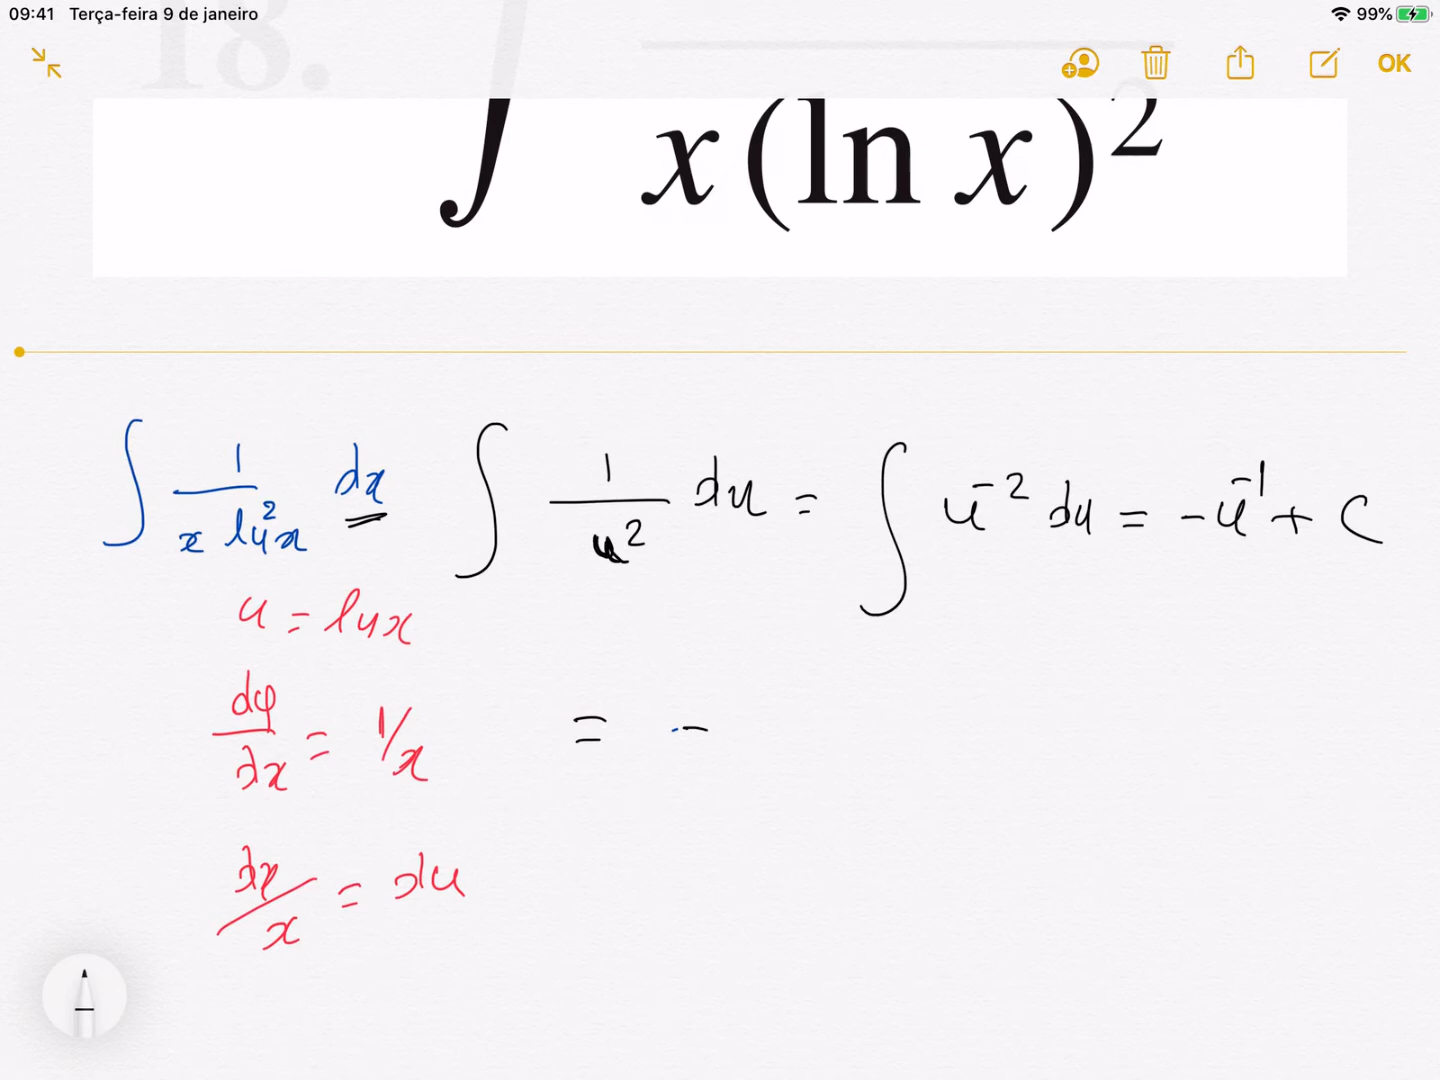 09:41 Terça-feira 9 de janeiro 99%
18.
OK
∫ x(ln x)²
∫ 1/(x ln²x) dx ∫ 1/u² du = ∫ u⁻² du = -u⁻¹ + C
u = lnx
du/dx = 1/x
= -
dx/x = du